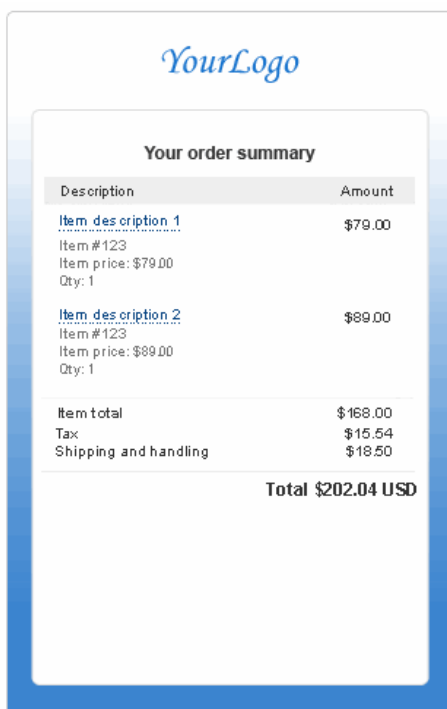 YourLogo
Your order summary
Description Amount
Item description 1 $79.00
Item #123
Item price: $79.00
Qty: 1
Item description 2 $89.00
Item #123
Item price: $89.00
Qty: 1
Item total $168.00
Tax $15.54
Shipping and handling $18.50
Total $202.04 USD